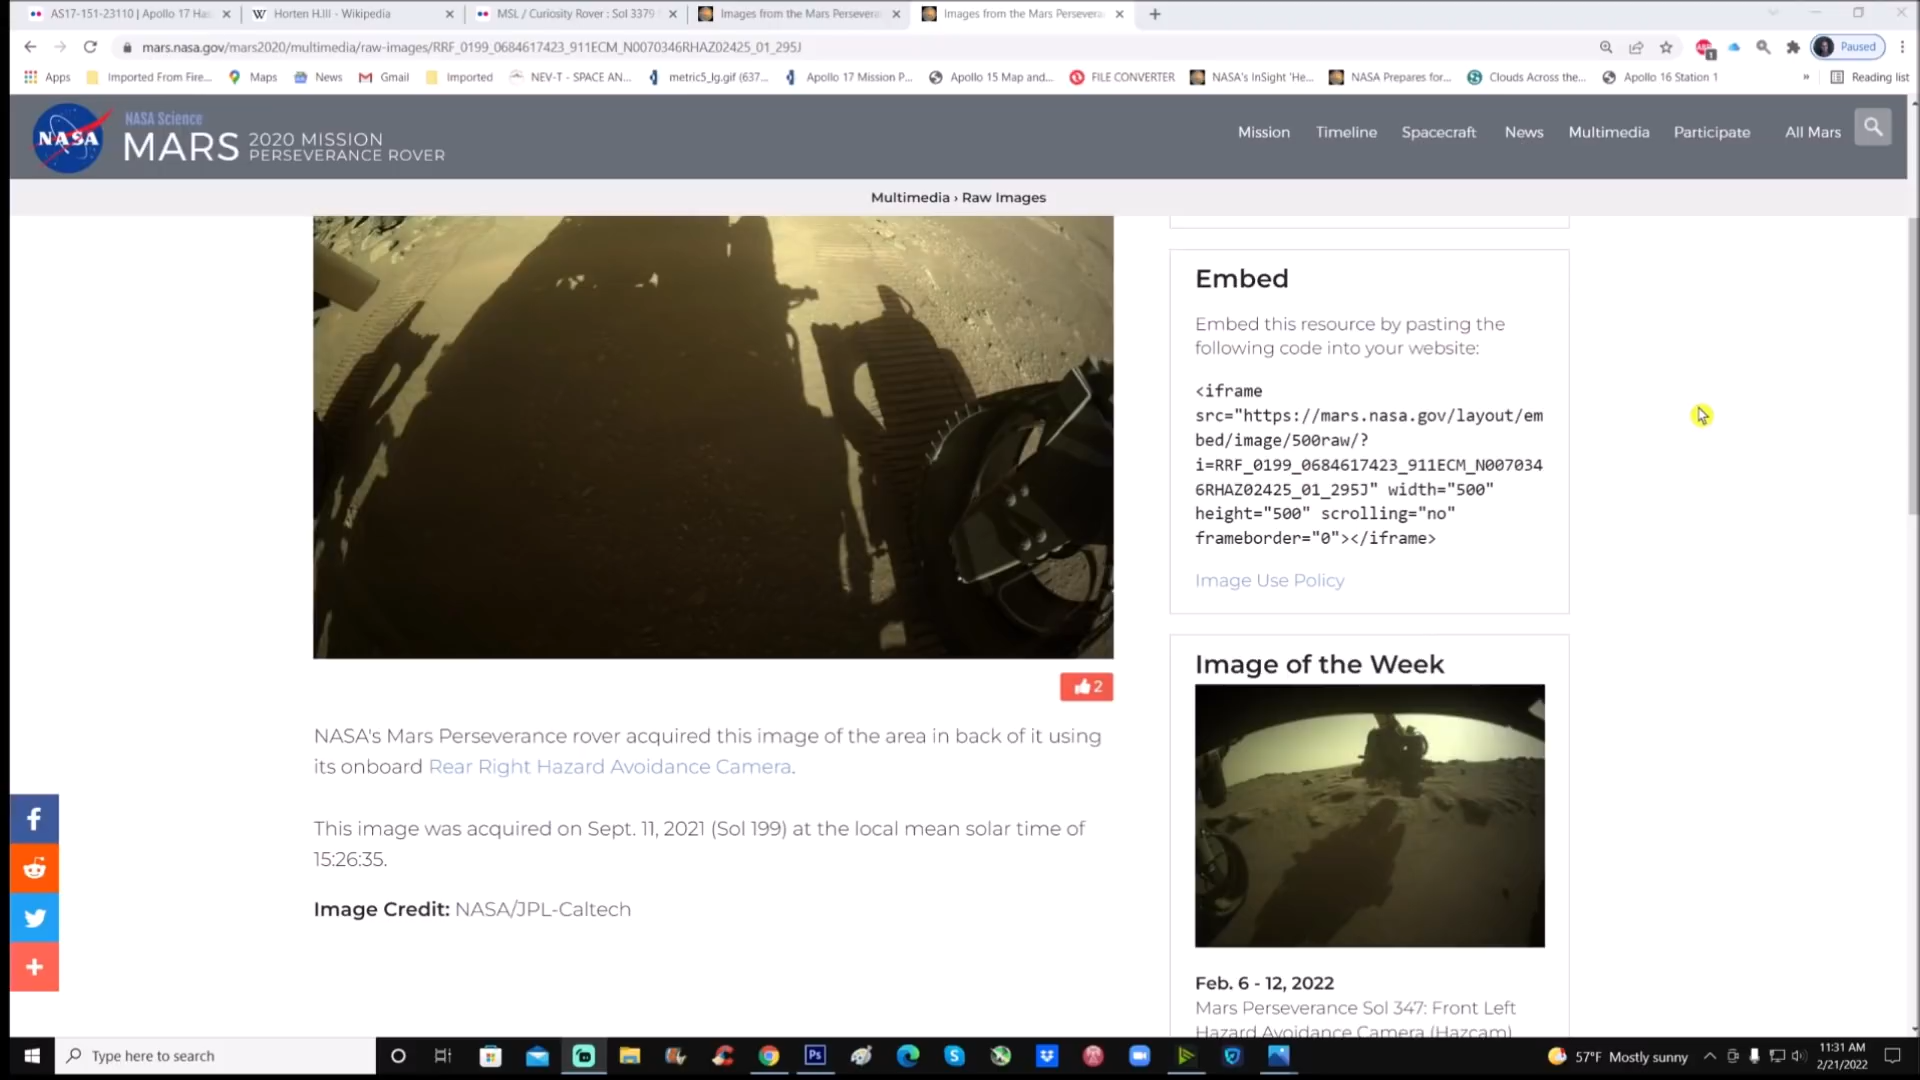 AS17-151-23110 | Apollo 17 Has
Horten H.III - Wikipedia
MSL / Curiosity Rover : Sol 3379
Images from the Mars Persevera
Images from the Mars Persevera
mars.nasa.gov/mars2020/multimedia/raw-images/RRF_0199_0684617423_911ECM_N0070346RHAZ02425_01_295J
Paused
Apps
Imported From Fire...
Maps
News
Gmail
Imported
NEV-T - SPACE AN...
metric5_lg.gif (637...
Apollo 17 Mission P...
Apollo 15 Map and...
FILE CONVERTER
NASA's InSight 'He...
NASA Prepares for...
Clouds Across the...
Apollo 16 Station 1
»
Reading list
NASA
NASA Science
MARS
2020 MISSION
PERSEVERANCE ROVER
Mission
Timeline
Spacecraft
News
Multimedia
Participate
All Mars
Multimedia › Raw Images
Embed
Embed this resource by pasting the
following code into your website:
<iframe
src="https://mars.nasa.gov/layout/em
bed/image/500raw/?
i=RRF_0199_0684617423_911ECM_N007034
6RHAZ02425_01_295J" width="500"
height="500" scrolling="no"
frameborder="0"></iframe>
Image Use Policy
2
NASA's Mars Perseverance rover acquired this image of the area in back of it using
its onboard Rear Right Hazard Avoidance Camera.
This image was acquired on Sept. 11, 2021 (Sol 199) at the local mean solar time of
15:26:35.
Image Credit: NASA/JPL-Caltech
Image of the Week
Feb. 6 - 12, 2022
Mars Perseverance Sol 347: Front Left
Hazard Avoidance Camera (Hazcam)
Type here to search
Ps
57°F Mostly sunny
11:31 AM
2/21/2022